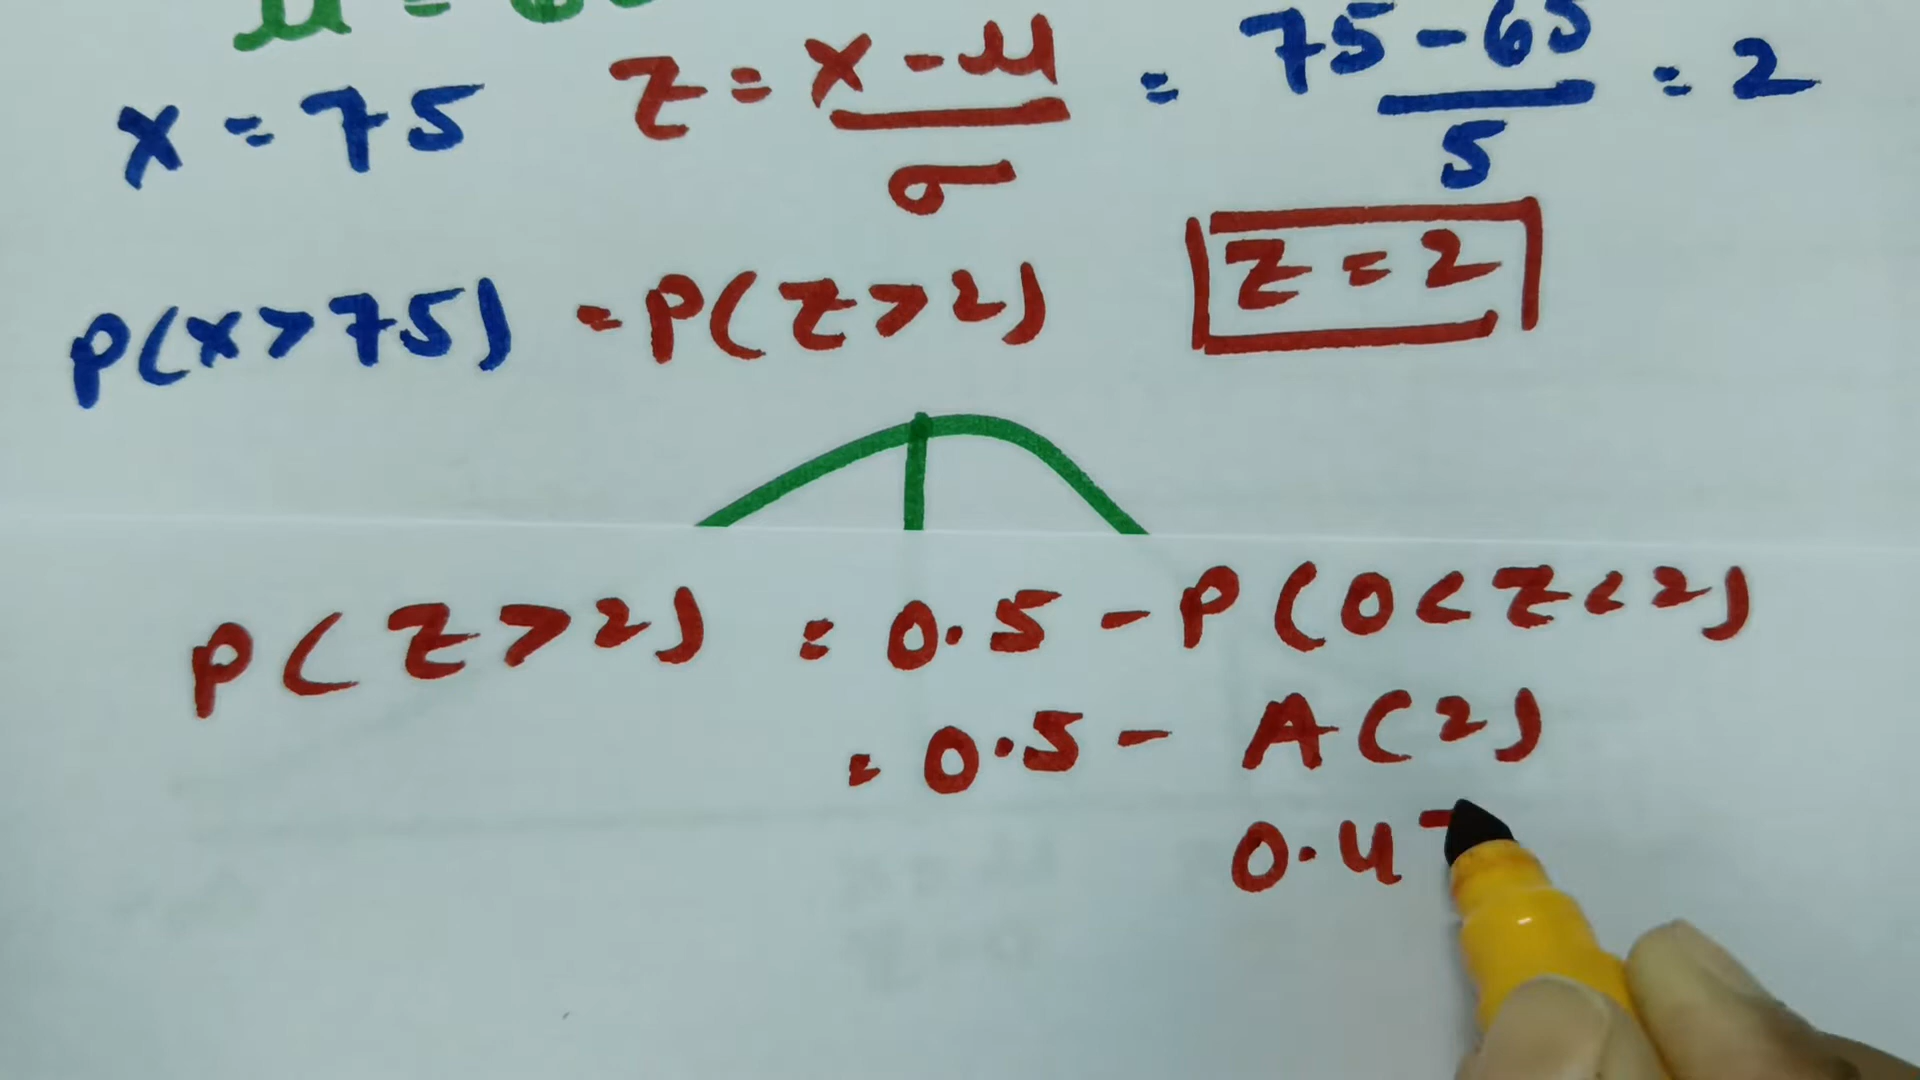 μ =
x = 75 z = x - μ / σ = 75 - 65 / 5 = 2
P(x > 75) = P(z > 2) z = 2
P(z > 2) = 0.5 - P(0 < z < 2)
= 0.5 - A(2)
0.4